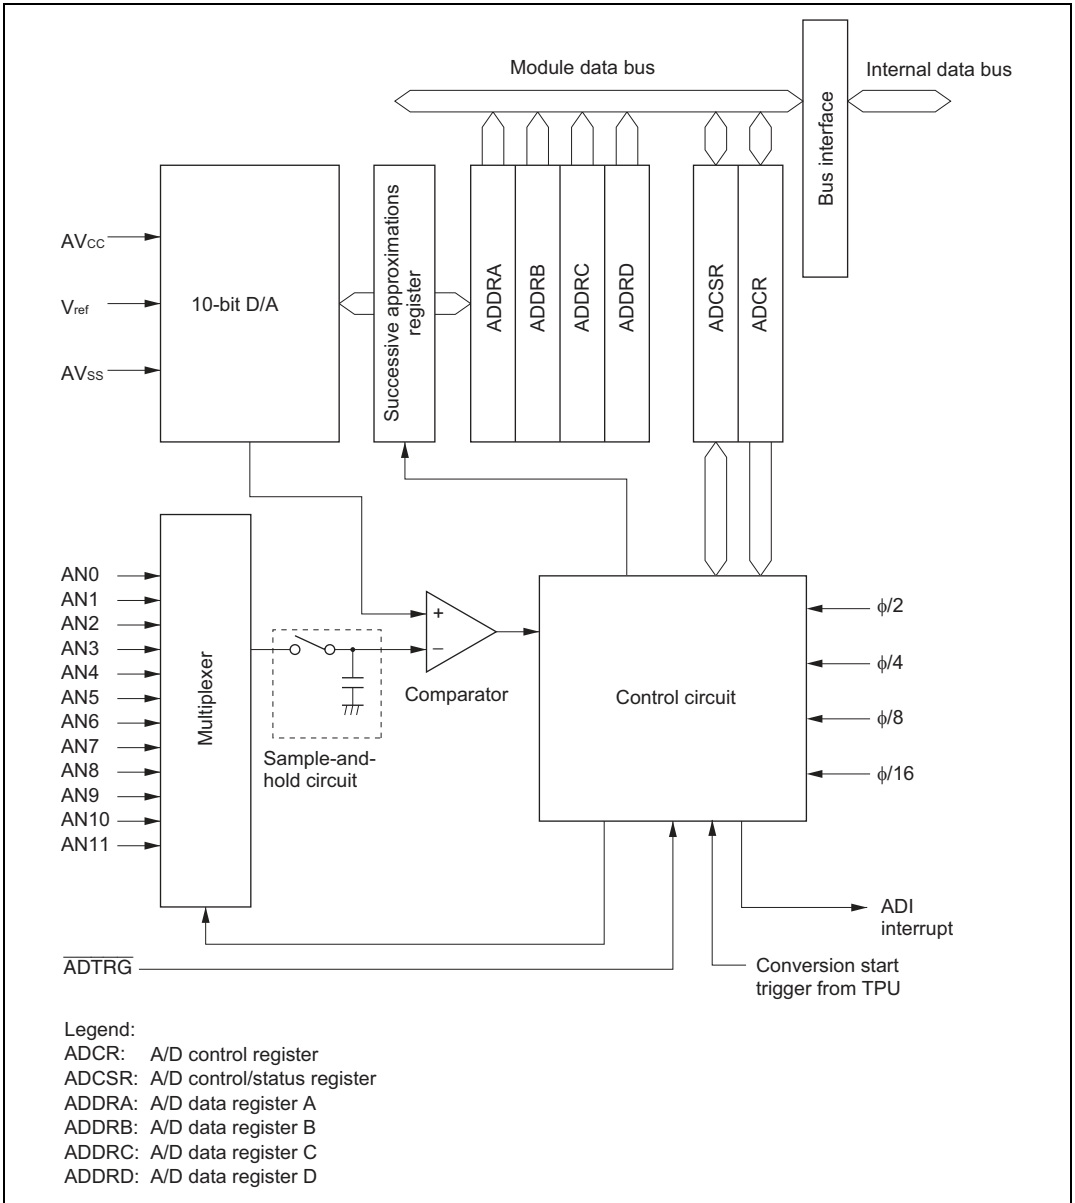 Module data bus
Internal data bus
Bus interface
AVCC
Vref
AVSS
10-bit D/A
Successive approximations
register
ADDRA
ADDRB
ADDRC
ADDRD
ADCSR
ADCR
AN0
AN1
AN2
AN3
AN4
AN5
AN6
AN7
AN8
AN9
AN10
AN11
Multiplexer
Sample-and-
hold circuit
+
−
Comparator
Control circuit
ϕ/2
ϕ/4
ϕ/8
ϕ/16
ADI
interrupt
ADTRG
Conversion start
trigger from TPU
Legend:
ADCR: A/D control register
ADCSR: A/D control/status register
ADDRA: A/D data register A
ADDRB: A/D data register B
ADDRC: A/D data register C
ADDRD: A/D data register D